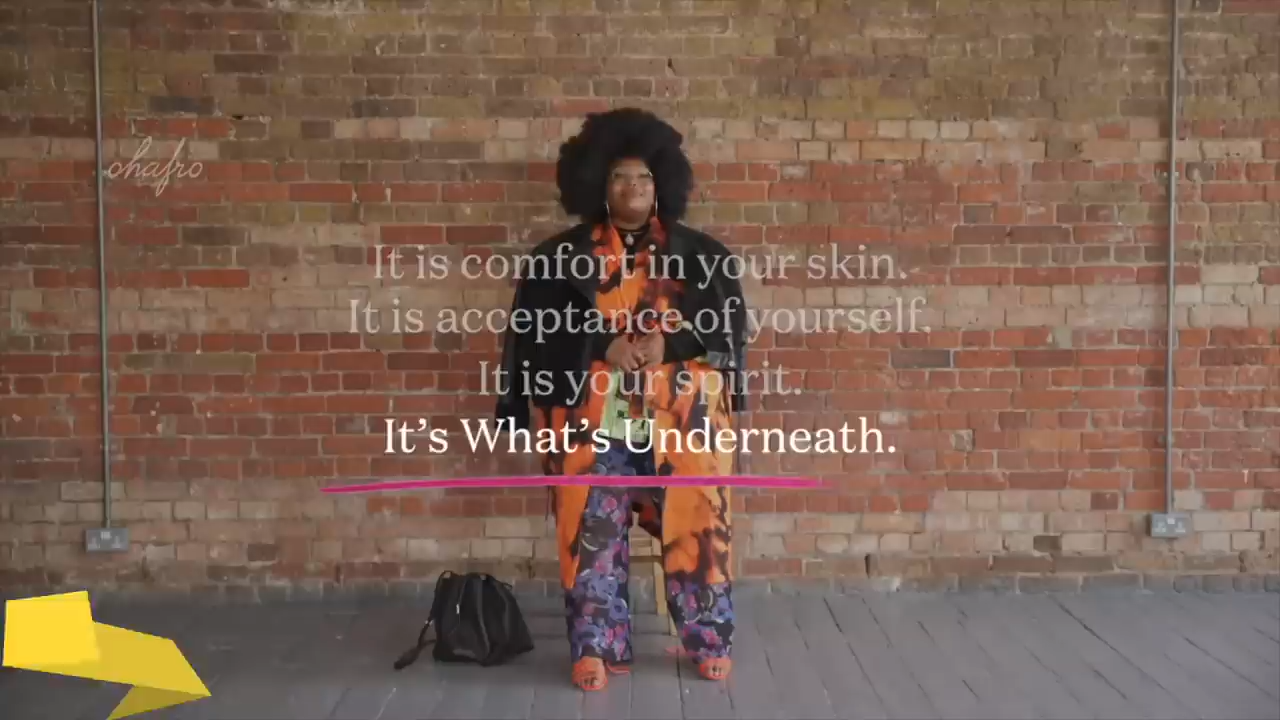 ohafro
It is comfort in your skin.
It is acceptance of yourself.
It is your spirit.
It's What's Underneath.